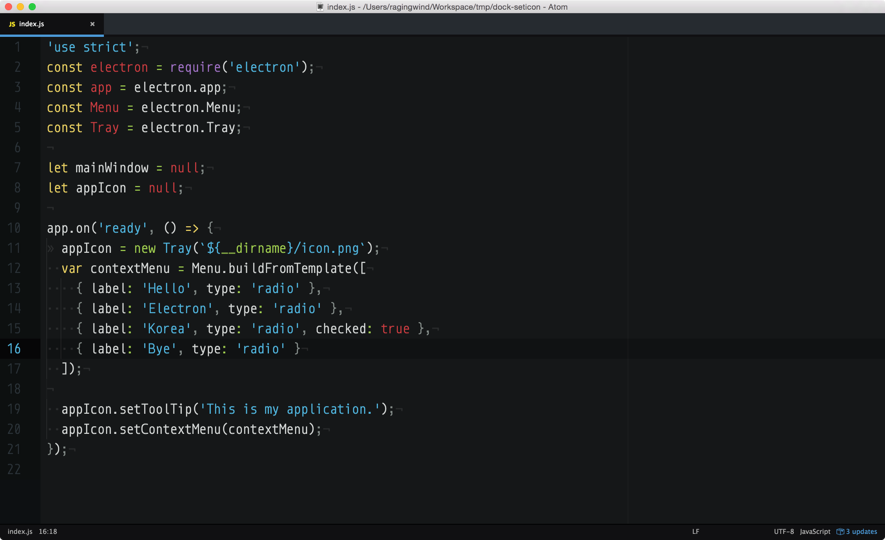 index.js - /Users/ragingwind/Workspace/tmp/dock-seticon - Atom
JS index.js ×
1 'use strict';¬
2 const electron = require('electron');¬
3 const app = electron.app;¬
4 const Menu = electron.Menu;¬
5 const Tray = electron.Tray;¬
6 ¬
7 let mainWindow = null;¬
8 let appIcon = null;¬
9 ¬
10 app.on('ready', () => {¬
11 » appIcon = new Tray(`${__dirname}/icon.png`);¬
12 ··var contextMenu = Menu.buildFromTemplate([¬
13 ····{ label: 'Hello', type: 'radio' },¬
14 ····{ label: 'Electron', type: 'radio' },¬
15 ····{ label: 'Korea', type: 'radio', checked: true },¬
16 ····{ label: 'Bye', type: 'radio' }¬
17 ··]);¬
18 ¬
19 ··appIcon.setToolTip('This is my application.');¬
20 ··appIcon.setContextMenu(contextMenu);¬
21 });¬
22
index.js 16:18 LF UTF-8 JavaScript 3 updates